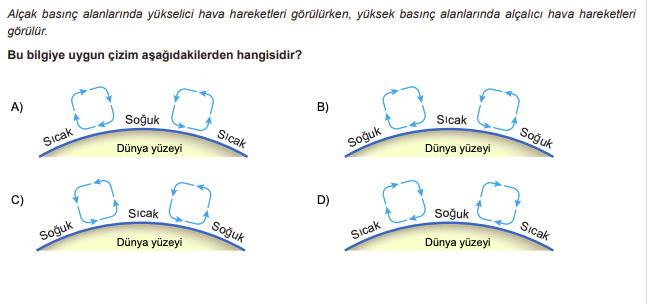 Alçak basınç alanlarında yükselici hava hareketleri görülürken, yüksek basınç alanlarında alçalıcı hava hareketleri
görülür.
Bu bilgiye uygun çizim aşağıdakilerden hangisidir?
A)
Sıcak
Soğuk
Sıcak
Dünya yüzeyi
B)
Soğuk
Sıcak
Soğuk
Dünya yüzeyi
C)
Soğuk
Sıcak
Soğuk
Dünya yüzeyi
D)
Sıcak
Soğuk
Sıcak
Dünya yüzeyi